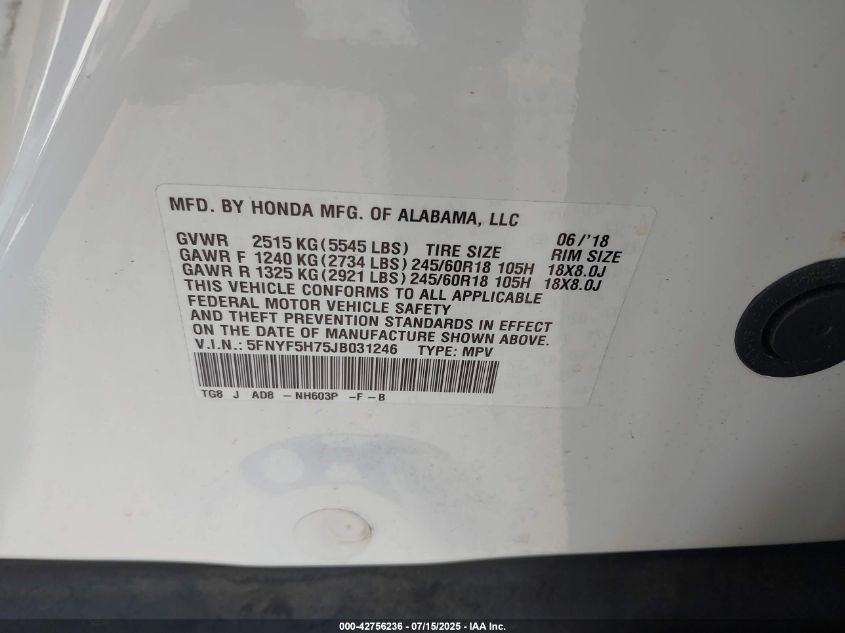 MFD. BY HONDA MFG. OF ALABAMA, LLC
06/'18
GVWR 2515 KG (5545 LBS) TIRE SIZE RIM SIZE
GAWR F 1240 KG (2734 LBS) 245/60R18 105H 18X8.0J
GAWR R 1325 KG (2921 LBS) 245/60R18 105H 18X8.0J
THIS VEHICLE CONFORMS TO ALL APPLICABLE
FEDERAL MOTOR VEHICLE SAFETY
AND THEFT PREVENTION STANDARDS IN EFFECT
ON THE DATE OF MANUFACTURE SHOWN ABOVE.
V.I.N.: 5FNYF5H75JB031246 TYPE: MPV
TG8 J AD8 - NH603P - F - B
000-42756236 - 07/15/2025 - IAA Inc.